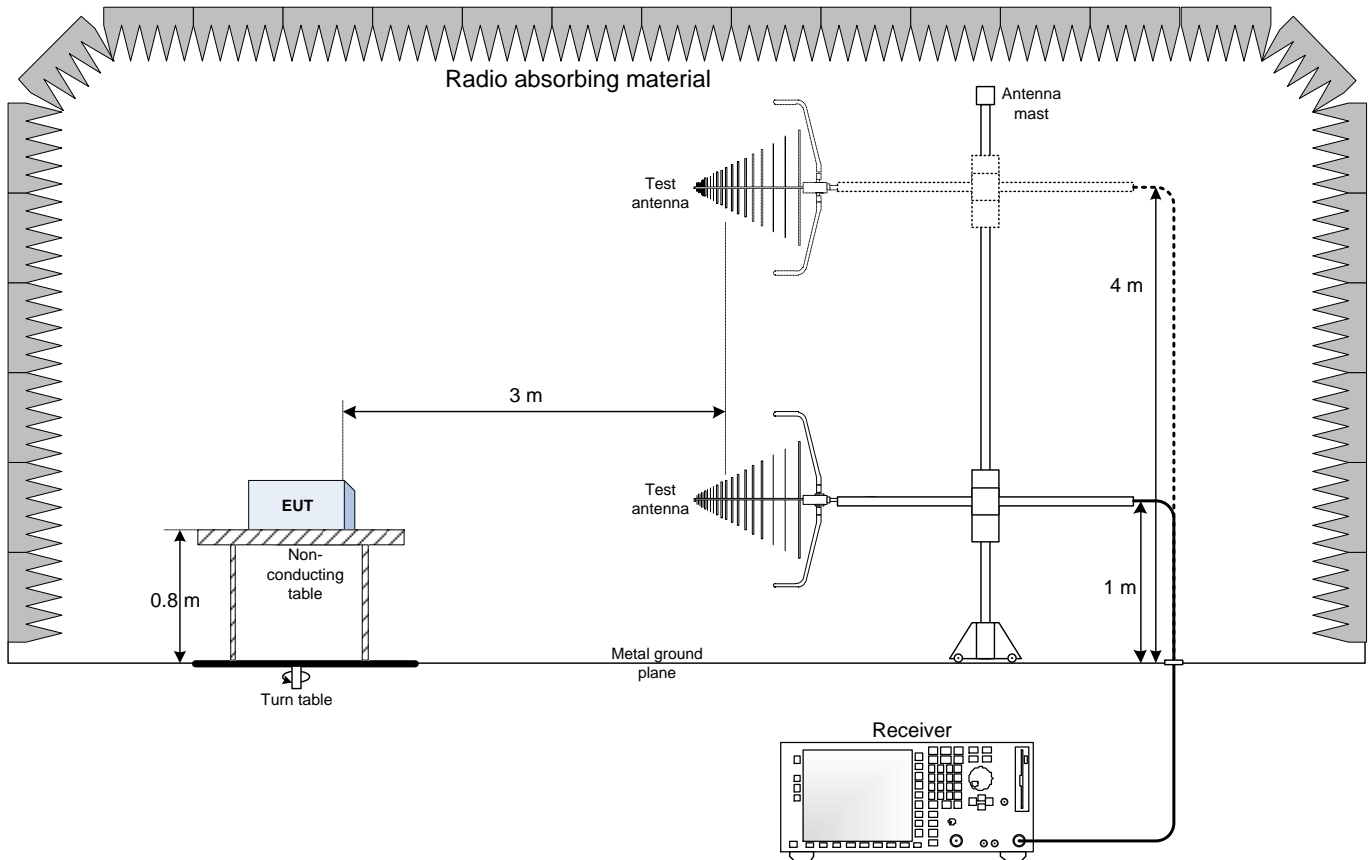 Radio absorbing material
Antenna
mast
Test
antenna
4 m
3 m
Test
antenna
EUT
Non-
conducting
table
0.8 m
1 m
Metal ground
plane
Turn table
Receiver